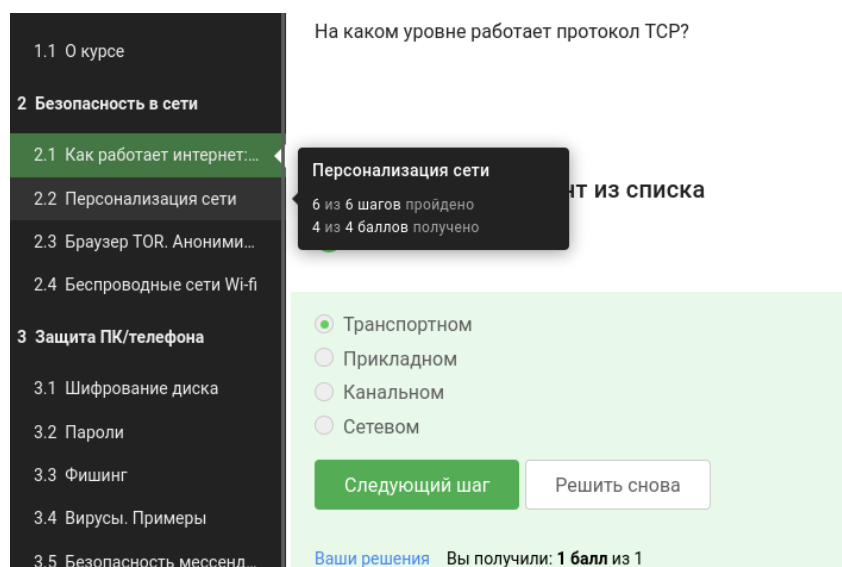 1.1 О курсе
2 Безопасность в сети
2.1 Как работает интернет:...
2.2 Персонализация сети
2.3 Браузер TOR. Аноними...
2.4 Беспроводные сети Wi-fi
3 Защита ПК/телефона
3.1 Шифрование диска
3.2 Пароли
3.3 Фишинг
3.4 Вирусы. Примеры
3.5 Безопасность мессенд...
На каком уровне работает протокол TCP?
Персонализация сети
6 из 6 шагов пройдено
4 из 4 баллов получено
из списка
Транспортном
Прикладном
Канальном
Сетевом
Следующий шаг
Решить снова
Ваши решения Вы получили: 1 балл из 1